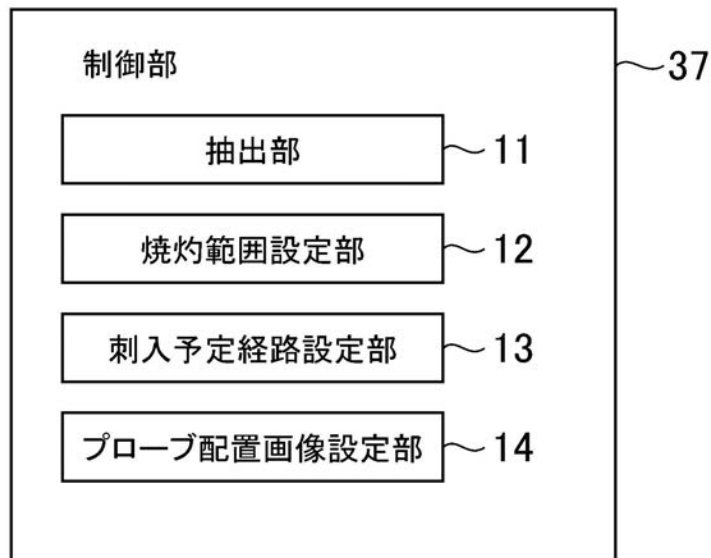 制御部
37
抽出部
11
焼灼範囲設定部
12
刺入予定経路設定部
13
プローブ配置画像設定部
14